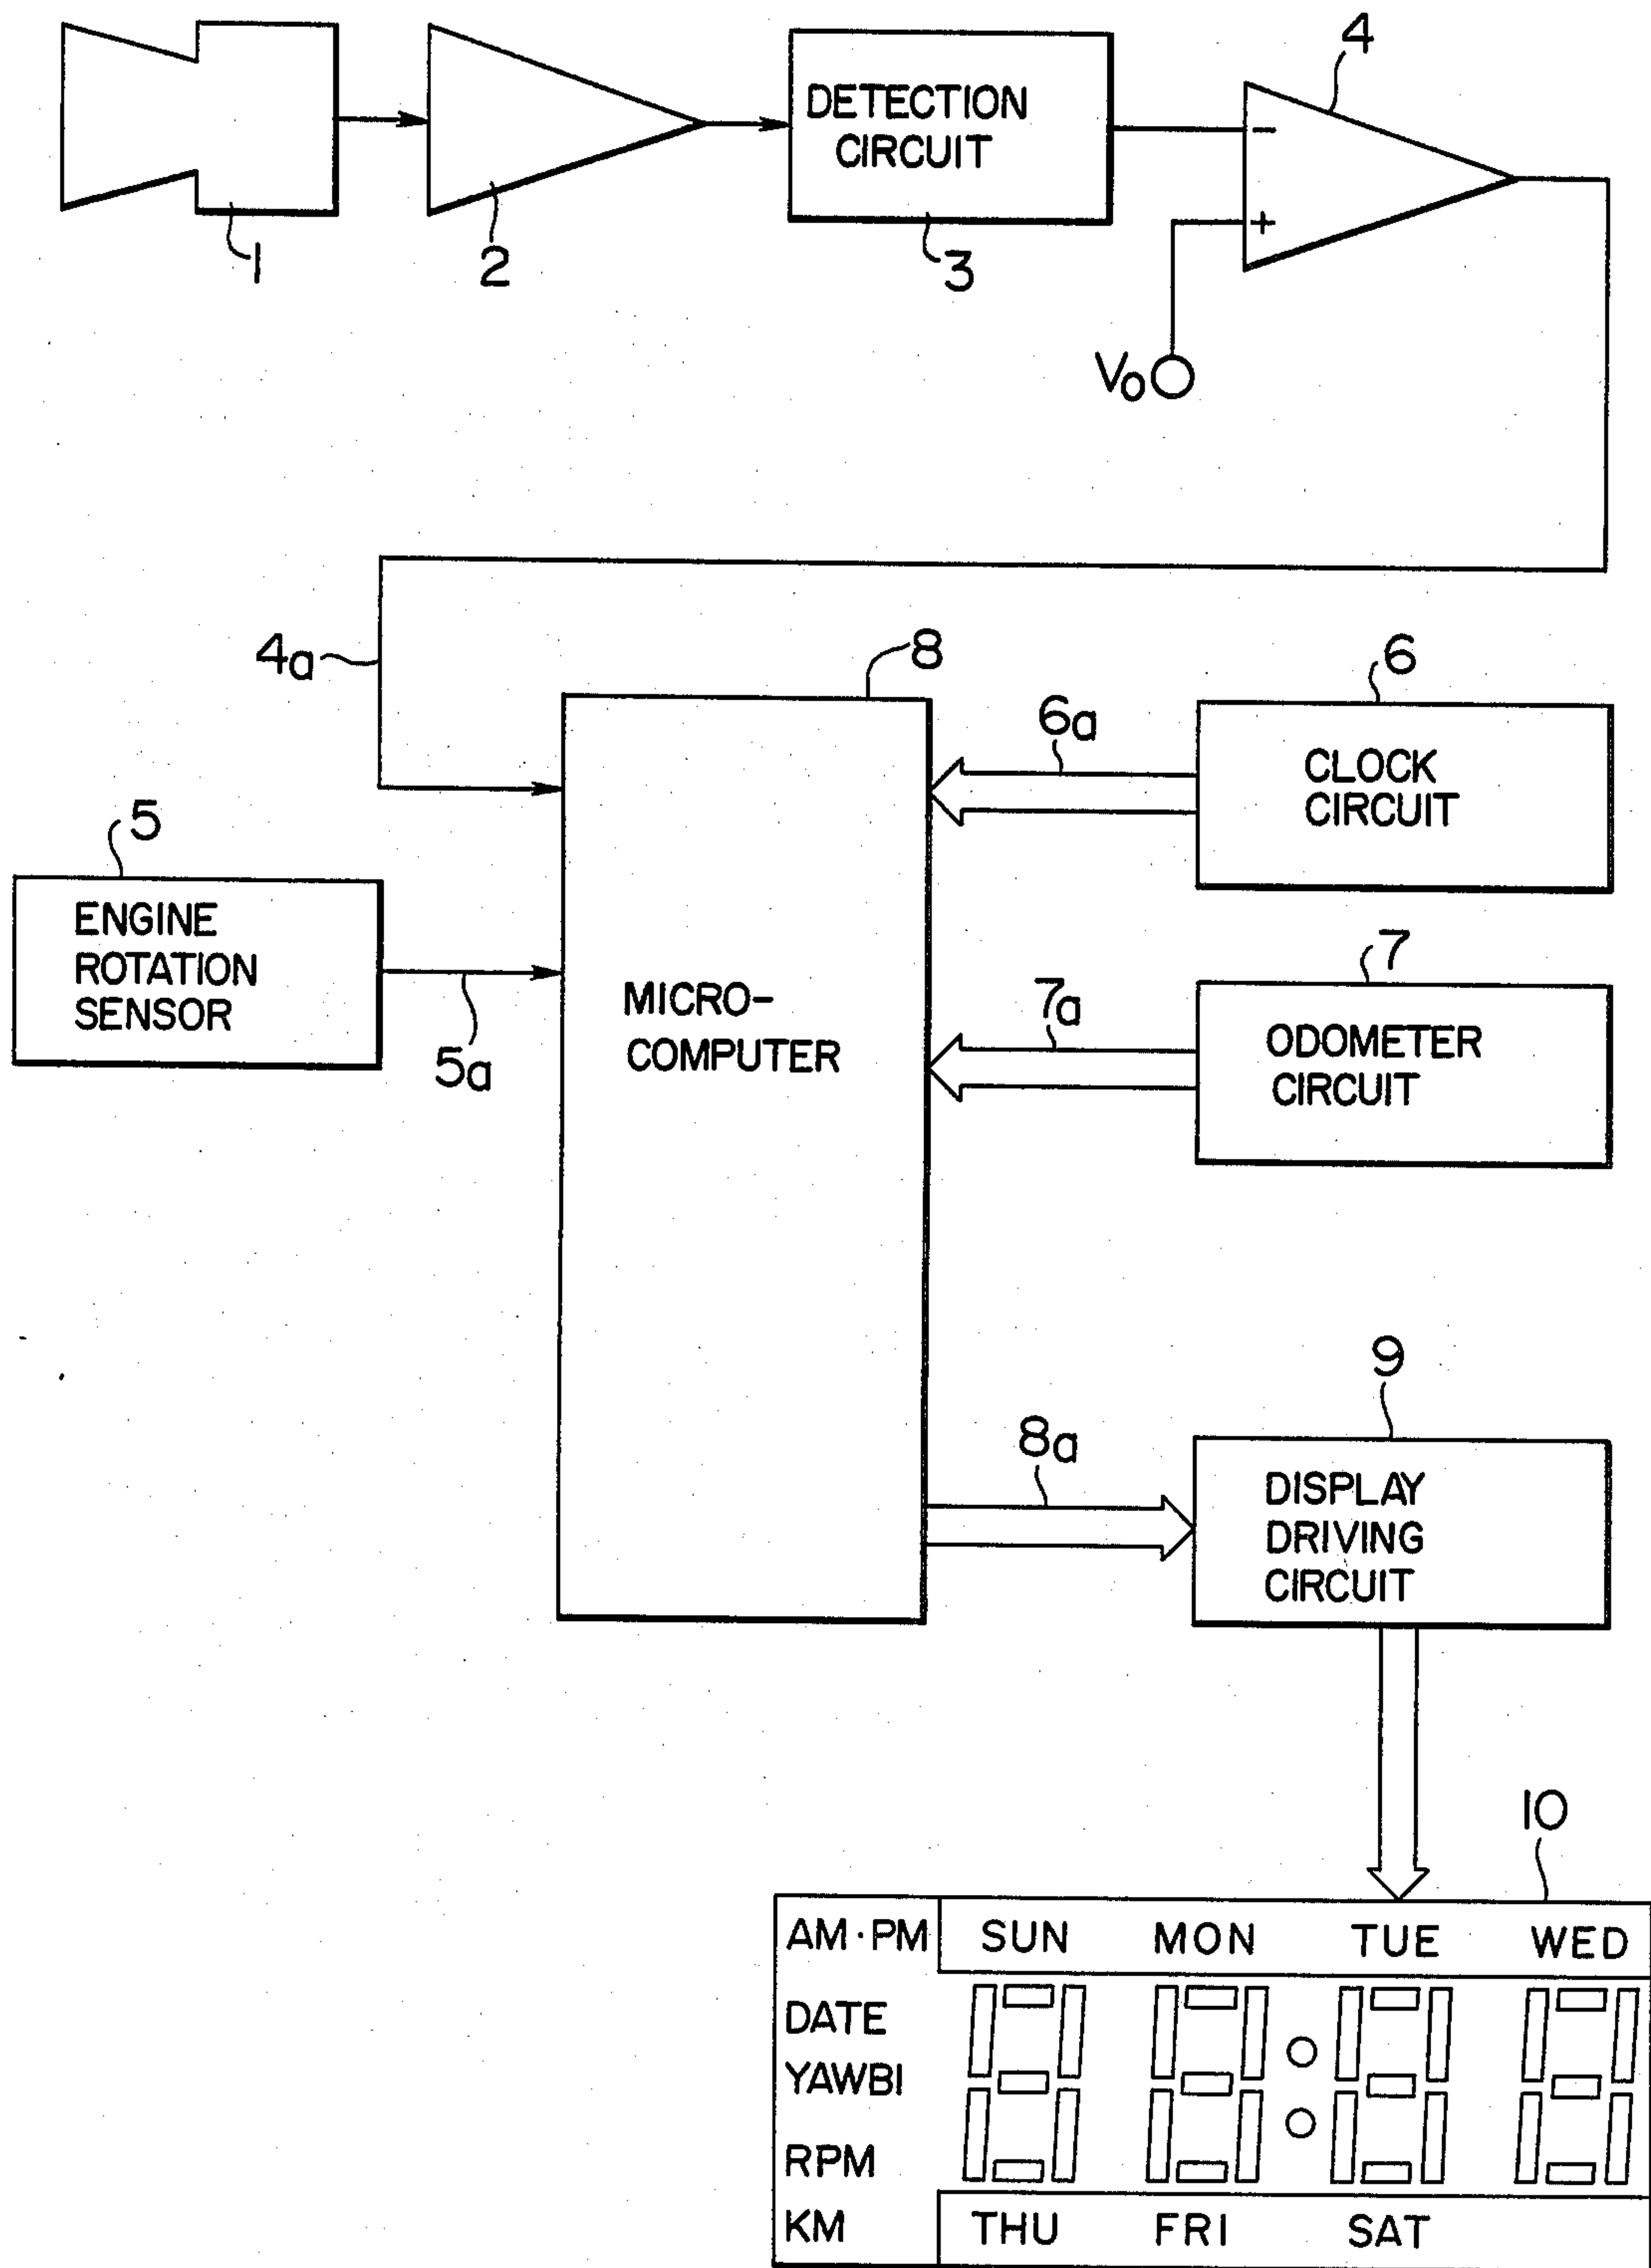 4
DETECTION
CIRCUIT
−
+
1
2
3
V₀
4a
8
6
6a
CLOCK
CIRCUIT
5
ENGINE
ROTATION
SENSOR
5a
7
7a
MICRO-
COMPUTER
ODOMETER
CIRCUIT
9
8a
DISPLAY
DRIVING
CIRCUIT
10
AM·PM SUN MON TUE WED
DATE
YAWBI
RPM
KM THU FRI SAT